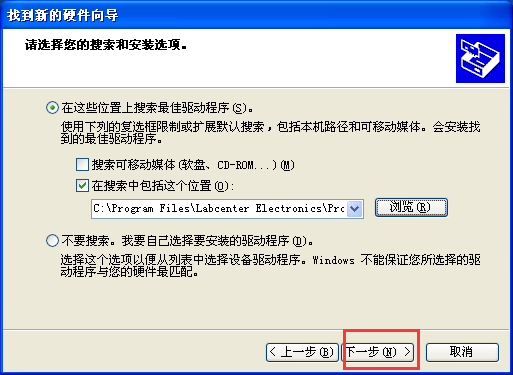 找到新的硬件向导
请选择您的搜索和安装选项。
在这些位置上搜索最佳驱动程序(S)。
使用下列的复选框限制或扩展默认搜索，包括本机路径和可移动媒体。会安装找
到的最佳驱动程序。
搜索可移动媒体(软盘、CD-ROM...)(M)
在搜索中包括这个位置(O):
C:\Program Files\Labcenter Electronics\Pro
浏览(R)
不要搜索。我要自己选择要安装的驱动程序(D)。
选择这个选项以便从列表中选择设备驱动程序。Windows 不能保证您所选择的驱
动程序与您的硬件最匹配。
< 上一步(B) 下一步(N) > 取消